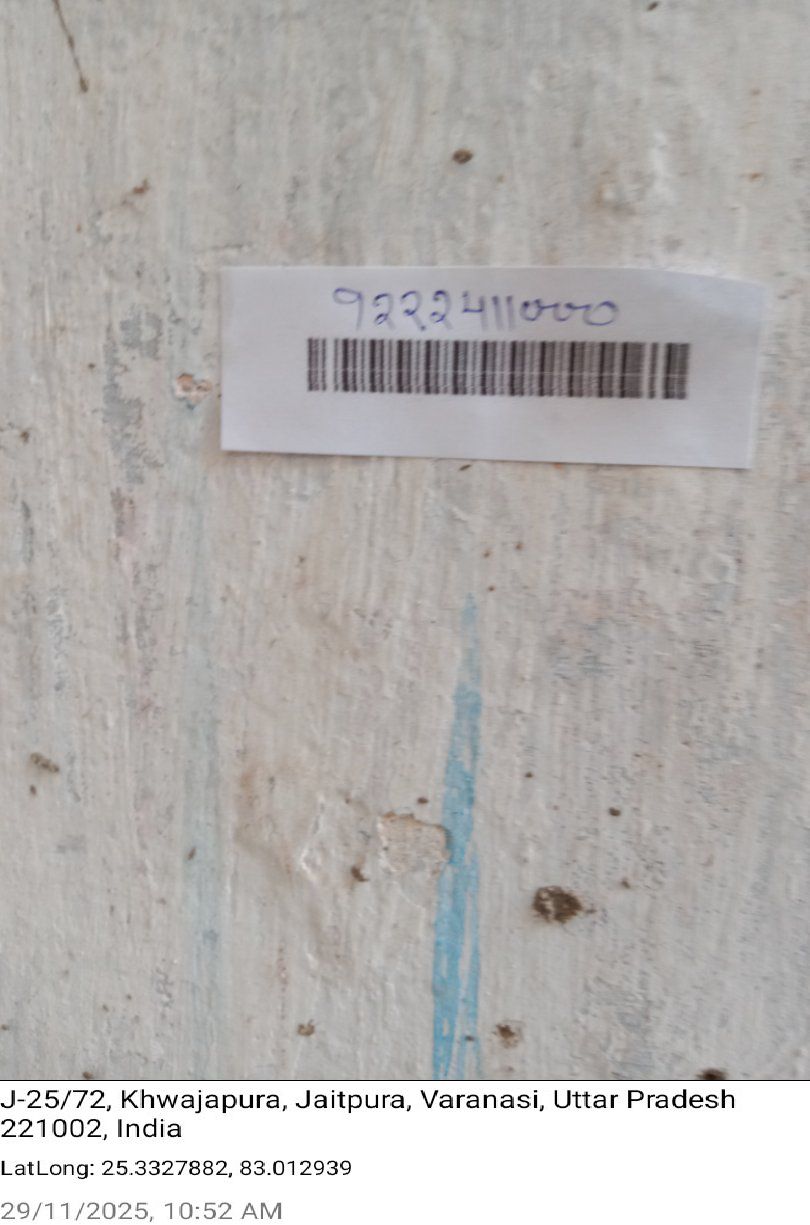 9222411000
J-25/72, Khwajapura, Jaitpura, Varanasi, Uttar Pradesh
221002, India
LatLong: 25.3327882, 83.012939
29/11/2025, 10:52 AM